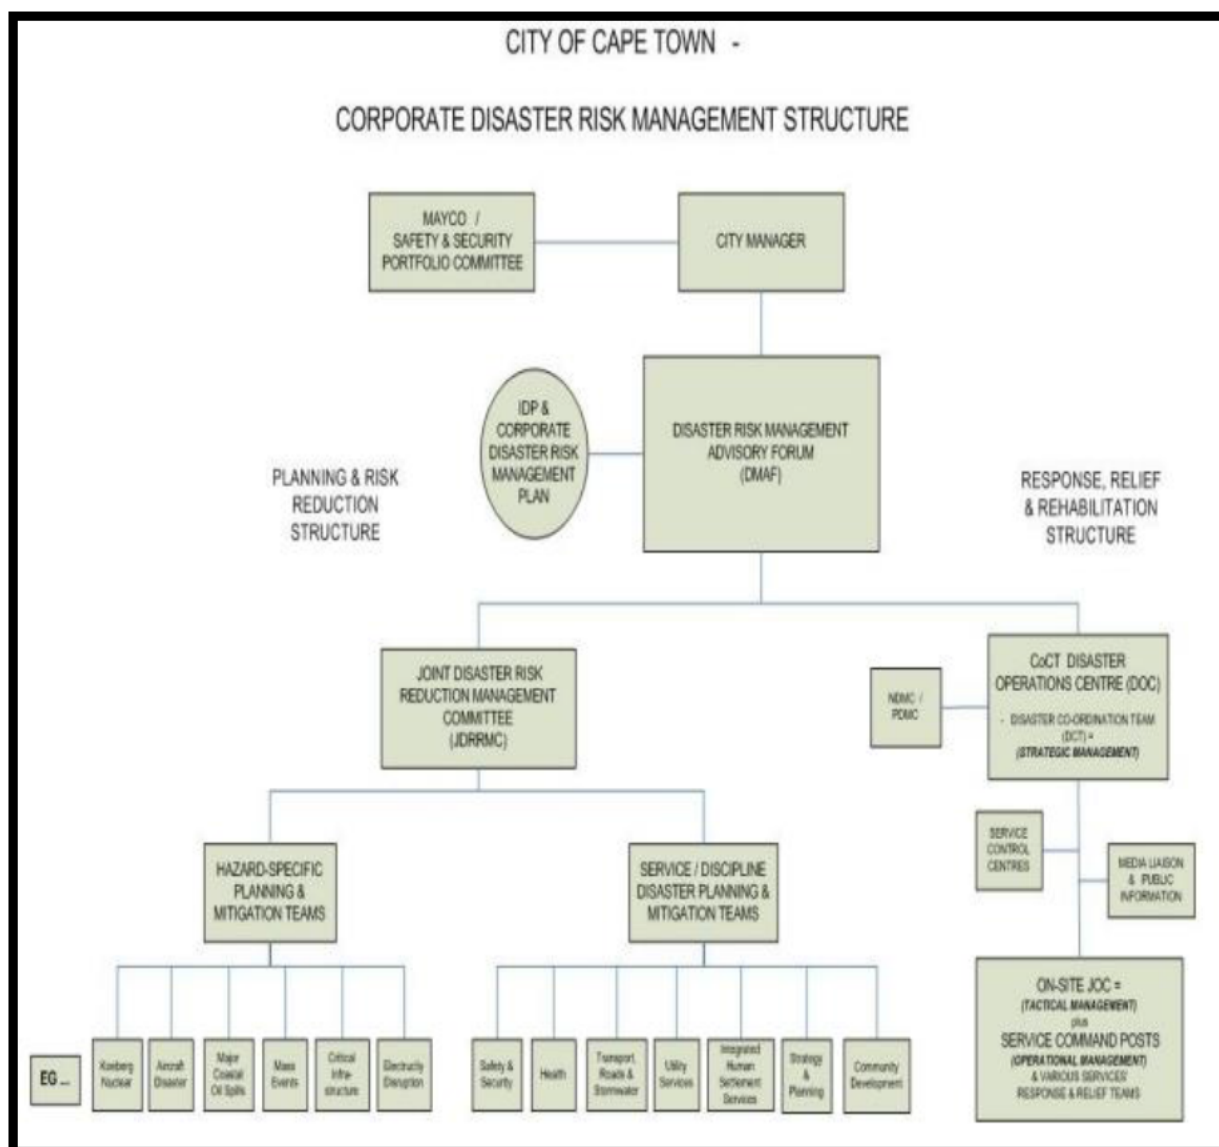 CITY OF CAPE TOWN -
CORPORATE DISASTER RISK MANAGEMENT STRUCTURE
MAYCO /
SAFETY & SECURITY
PORTFOLIO COMMITTEE
CITY MANAGER
IDP &
CORPORATE
DISASTER RISK
MANAGEMENT
PLAN
DISASTER RISK MANAGEMENT
ADVISORY FORUM
(DMAF)
PLANNING & RISK
REDUCTION
STRUCTURE
RESPONSE, RELIEF
& REHABILITATION
STRUCTURE
JOINT DISASTER RISK
REDUCTION MANAGEMENT
COMMITTEE
(JDRRMC)
NDMC /
PDMC
CoCT DISASTER
OPERATIONS CENTRE (DOC)
- DISASTER CO-ORDINATION TEAM
(DCT) =
(STRATEGIC MANAGEMENT)
SERVICE
CONTROL
CENTRES
MEDIA LIAISON
& PUBLIC
INFORMATION
HAZARD-SPECIFIC
PLANNING &
MITIGATION TEAMS
SERVICE / DISCIPLINE
DISASTER PLANNING &
MITIGATION TEAMS
ON-SITE JOC =
(TACTICAL MANAGEMENT)
plus
SERVICE COMMAND POSTS
(OPERATIONAL MANAGEMENT)
& VARIOUS SERVICES'
RESPONSE & RELIEF TEAMS
EG ...
Koeberg
Nuclear
Aircraft
Disaster
Major
Coastal
Oil Spills
Mass
Events
Critical
Infra-
structure
Electricity
Disruption
Safety &
Security
Health
Transport,
Roads &
Stormwater
Utility
Services
Integrated
Human
Settlement
Services
Strategy
&
Planning
Community
Development